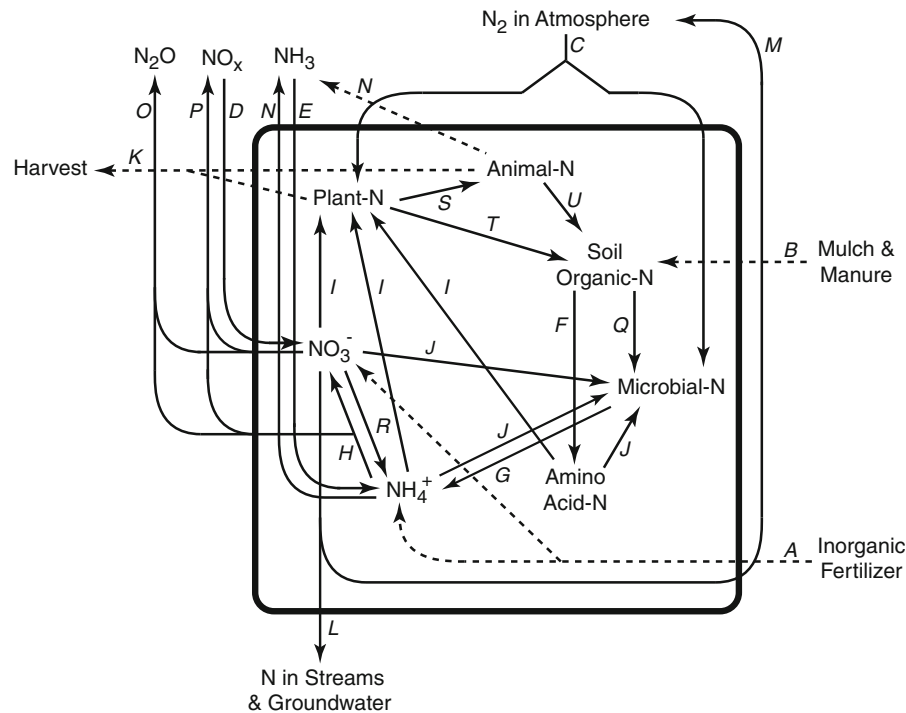 N₂ in Atmosphere
C
M
N₂O
NOₓ
NH₃
N
O
P
D
N
E
Harvest
K
Animal-N
Plant-N
S
U
T
Soil
Organic-N
B
Mulch &
Manure
I
I
I
F
Q
NO₃⁻
J
Microbial-N
R
H
J
G
J
NH₄⁺
Amino
Acid-N
A
Inorganic
Fertilizer
L
N in Streams
& Groundwater